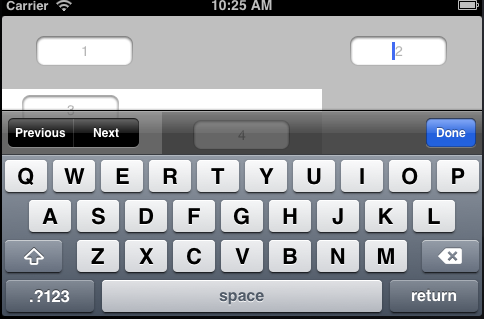 Carrier 10:25 AM
1 2
3
Previous Next 4 Done
Q W E R T Y U I O P
A S D F G H J K L
Z X C V B N M
.?123 space return